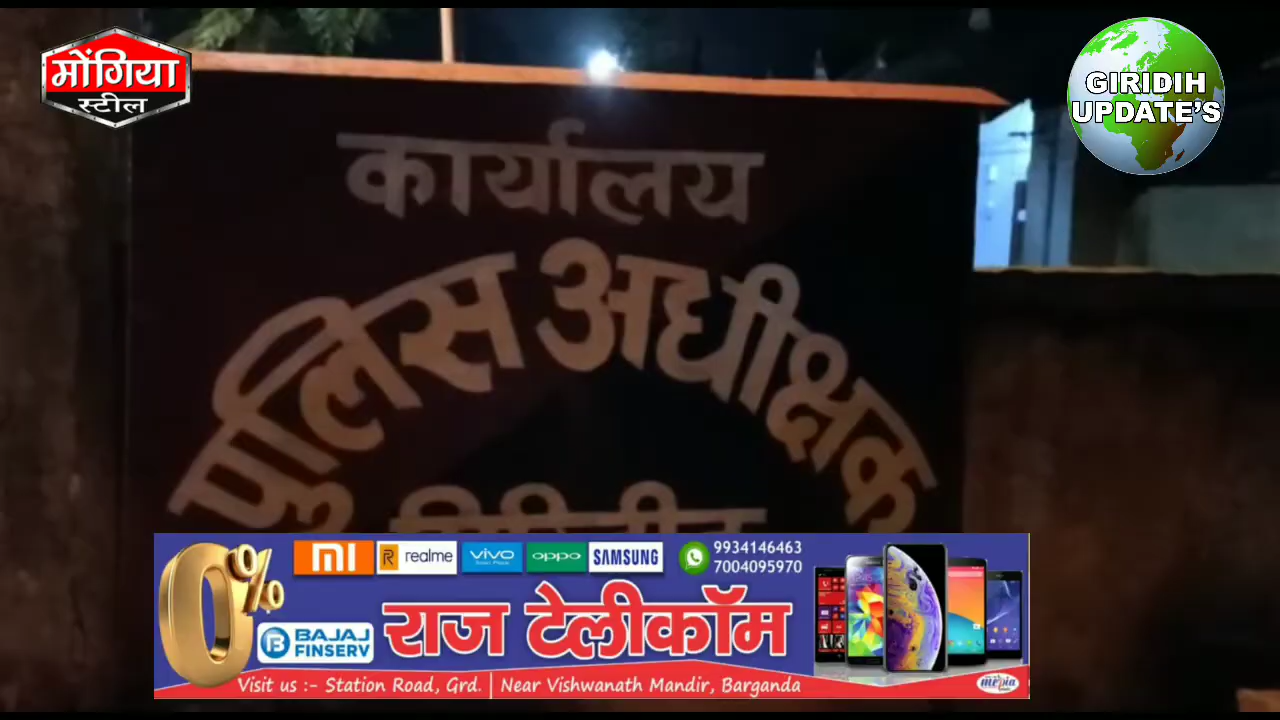 मोंगिया
स्टील
GIRIDIH
UPDATE'S
कार्यालय
पुलिस अधीक्षक
0%
mi
realme
vivo
oppo
SAMSUNG
9934146463
7004095970
BAJAJ
FINSERV
राज टेलीकॉम
Visit us :- Station Road, Grd. | Near Vishwanath Mandir, Barganda